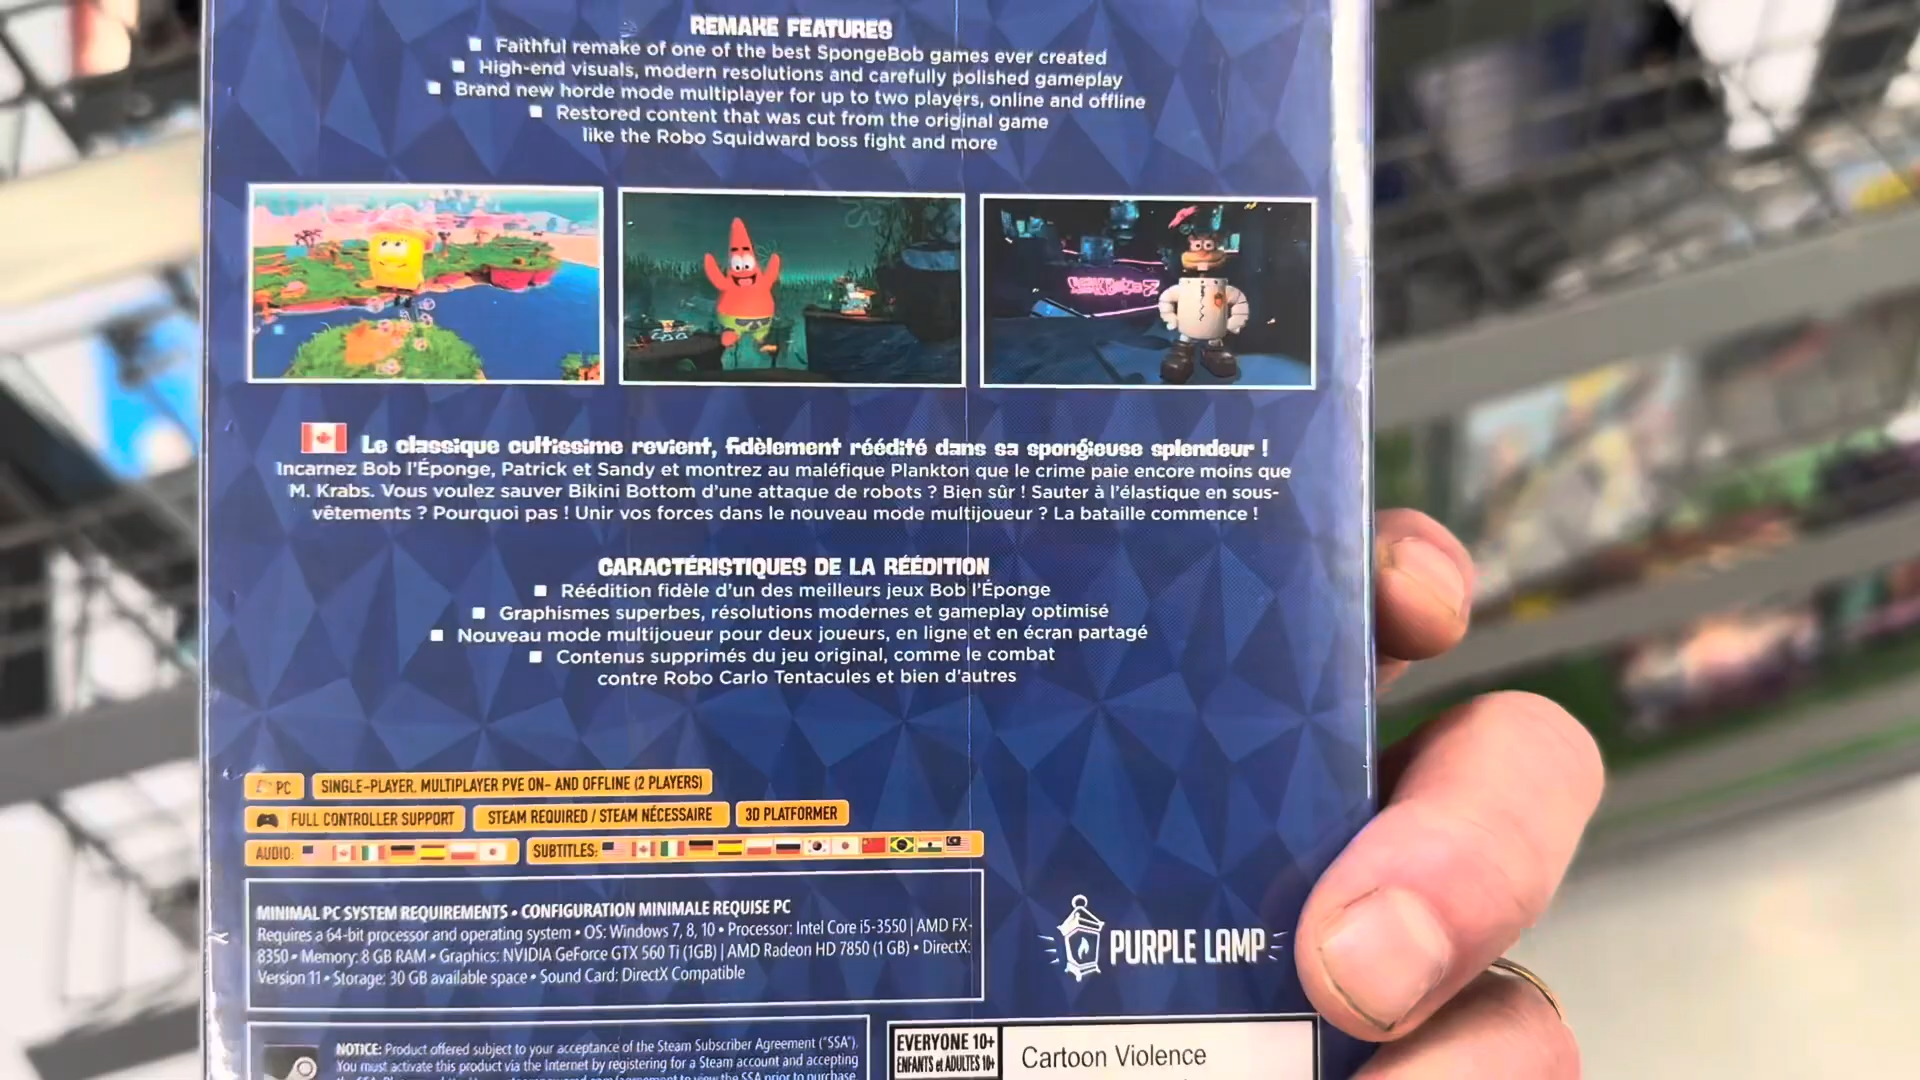 REMAKE FEATURES
Faithful remake of one of the best SpongeBob games ever created
High-end visuals, modern resolutions and carefully polished gameplay
Brand new horde mode multiplayer for up to two players, online and offline
Restored content that was cut from the original game
like the Robo Squidward boss fight and more
Le classique cultissime revient, fidèlement réédité dans sa spongieuse splendeur !
Incarnez Bob l'Éponge, Patrick et Sandy et montrez au maléfique Plankton que le crime paie encore moins que
M. Krabs. Vous voulez sauver Bikini Bottom d'une attaque de robots ? Bien sûr ! Sauter à l'élastique en sous-
vêtements ? Pourquoi pas ! Unir vos forces dans le nouveau mode multijoueur ? La bataille commence !
CARACTÉRISTIQUES DE LA RÉÉDITION
Réédition fidèle d'un des meilleurs jeux Bob l'Éponge
Graphismes superbes, résolutions modernes et gameplay optimisé
Nouveau mode multijoueur pour deux joueurs, en ligne et en écran partagé
Contenus supprimés du jeu original, comme le combat
contre Robo Carlo Tentacules et bien d'autres
PC
SINGLE-PLAYER, MULTIPLAYER PVE ON- AND OFFLINE (2 PLAYERS)
FULL CONTROLLER SUPPORT
STEAM REQUIRED / STEAM NÉCESSAIRE
3D PLATFORMER
AUDIO:
SUBTITLES:
MINIMAL PC SYSTEM REQUIREMENTS • CONFIGURATION MINIMALE REQUISE PC
Requires a 64-bit processor and operating system • OS: Windows 7, 8, 10 • Processor: Intel Core i5-3550 | AMD FX-
8350 • Memory: 8 GB RAM • Graphics: NVIDIA GeForce GTX 560 Ti (1GB) | AMD Radeon HD 7850 (1 GB) • DirectX:
Version 11 • Storage: 30 GB available space • Sound Card: DirectX Compatible
PURPLE LAMP
NOTICE: Product offered subject to your acceptance of the Steam Subscriber Agreement ("SSA").
You must activate this product via the Internet by registering for a Steam account and accepting
EVERYONE 10+
ENFANTS et ADULTES 10+
Cartoon Violence